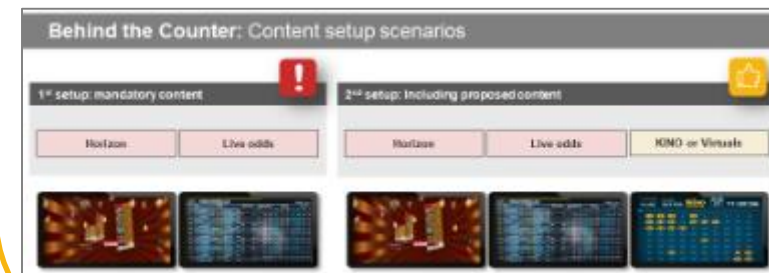 Behind the Counter: Content setup scenarios
!
1st setup: mandatory content
2nd setup: Including proposed content
Horizon
Live odds
Horizon
Live odds
KINO or Virtuals
KINO